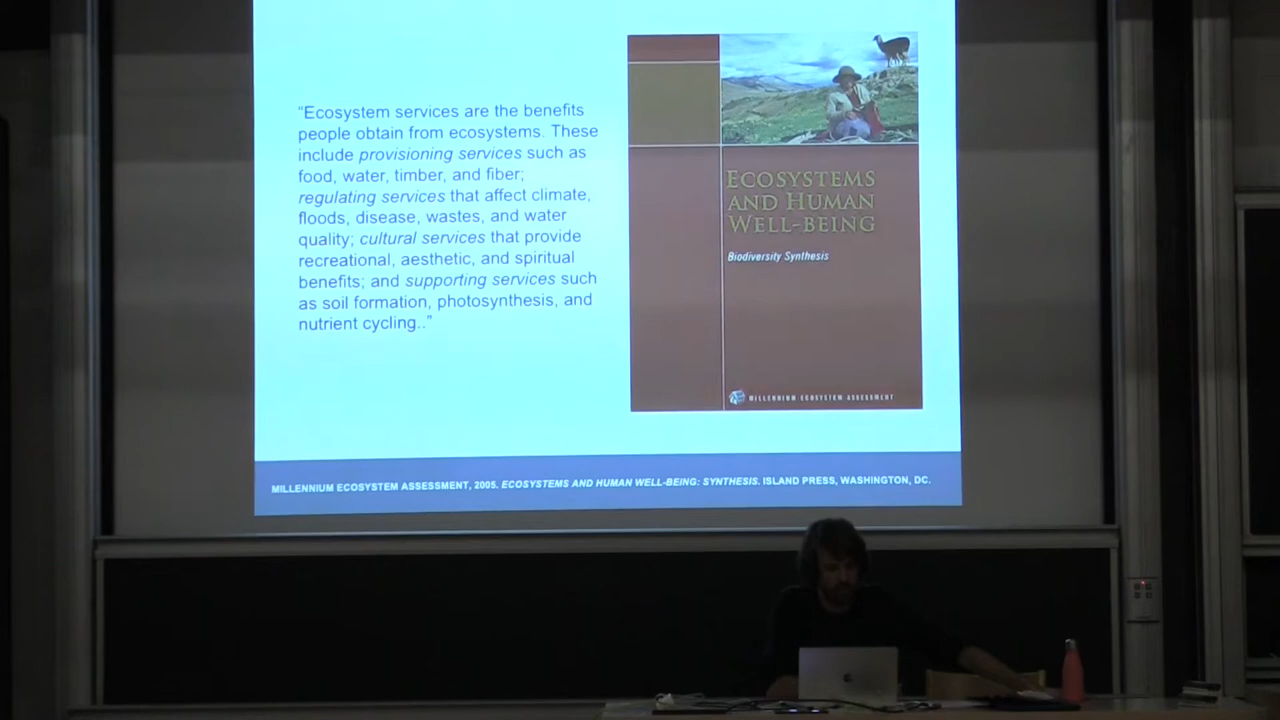 “Ecosystem services are the benefits
people obtain from ecosystems. These
include provisioning services such as
food, water, timber, and fiber;
regulating services that affect climate,
floods, disease, wastes, and water
quality; cultural services that provide
recreational, aesthetic, and spiritual
benefits; and supporting services such
as soil formation, photosynthesis, and
nutrient cycling..”
ECOSYSTEMS
AND HUMAN
WELL-BEING
Biodiversity Synthesis
MILLENNIUM ECOSYSTEM ASSESSMENT
MILLENNIUM ECOSYSTEM ASSESSMENT, 2005. ECOSYSTEMS AND HUMAN WELL-BEING: SYNTHESIS. ISLAND PRESS, WASHINGTON, DC.